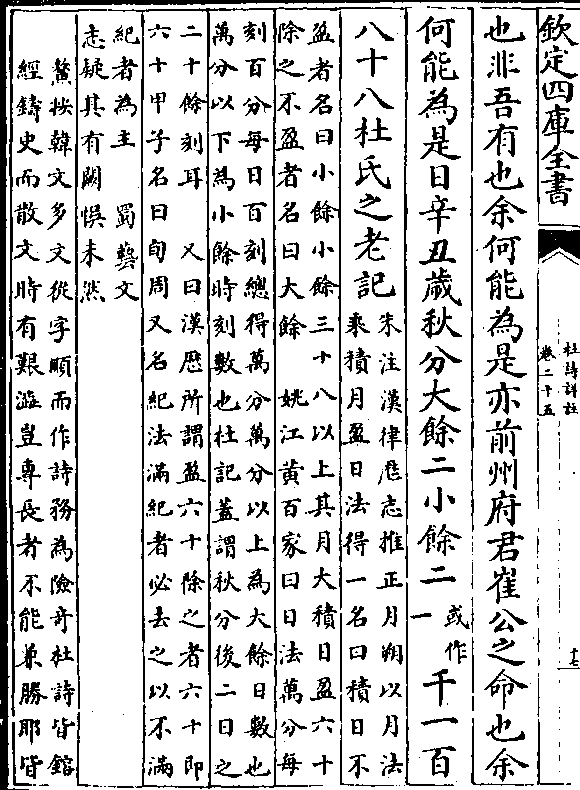 欽定四庫全書
杜詩詳註
卷二十五
也非吾有也余何能為是亦前州府君崔公之命也余
何能為是日辛丑歲秋分大餘二小餘二
或作
一
千一百
八十八杜氏之老記
朱注漢律厯志推正月朔以月法
乘積月盈日法得一名曰積日不
盈者名曰小餘小餘三十八以上其月大積日盈六十
除之不盈者名曰大餘 姚江黄百家曰日法萬分每
刻百分每日百刻總得萬分萬分以上為大餘日數也
萬分以下為小餘時刻數也杜記蓋謂秋分後二日之
二十餘刻耳 又曰漢厯所謂盈六十除之者六十即
六十甲子名曰旬周又名紀法滿紀者必去之以不滿
紀者為主 蜀藝文
志疑其有闕悞未然
鰲按韓文多文從字順而作詩務為險奇杜詩皆鎔
經鑄史而散文時有艱澁豈專長者不能兼勝耶皆